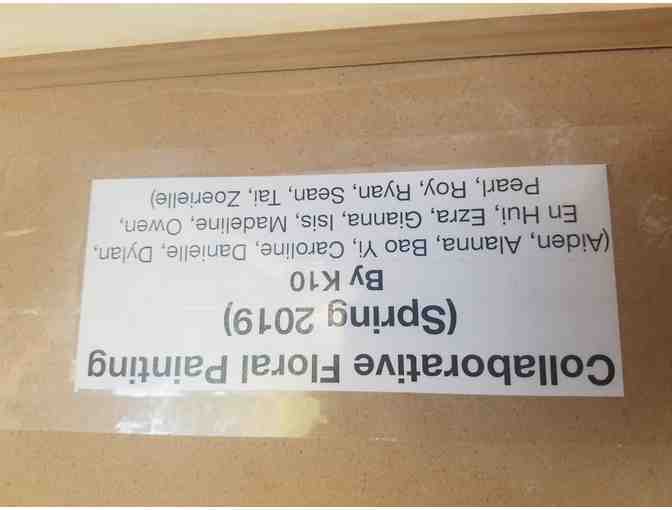 Collaborative Floral Painting
(Spring 2019)
By K10
(Aiden, Alanna, Bao Yi, Caroline, Danielle, Dylan,
En Hui, Ezra, Gianna, Isis, Madeline, Owen,
Pearl, Roy, Ryan, Sean, Tai, Zoerielle)